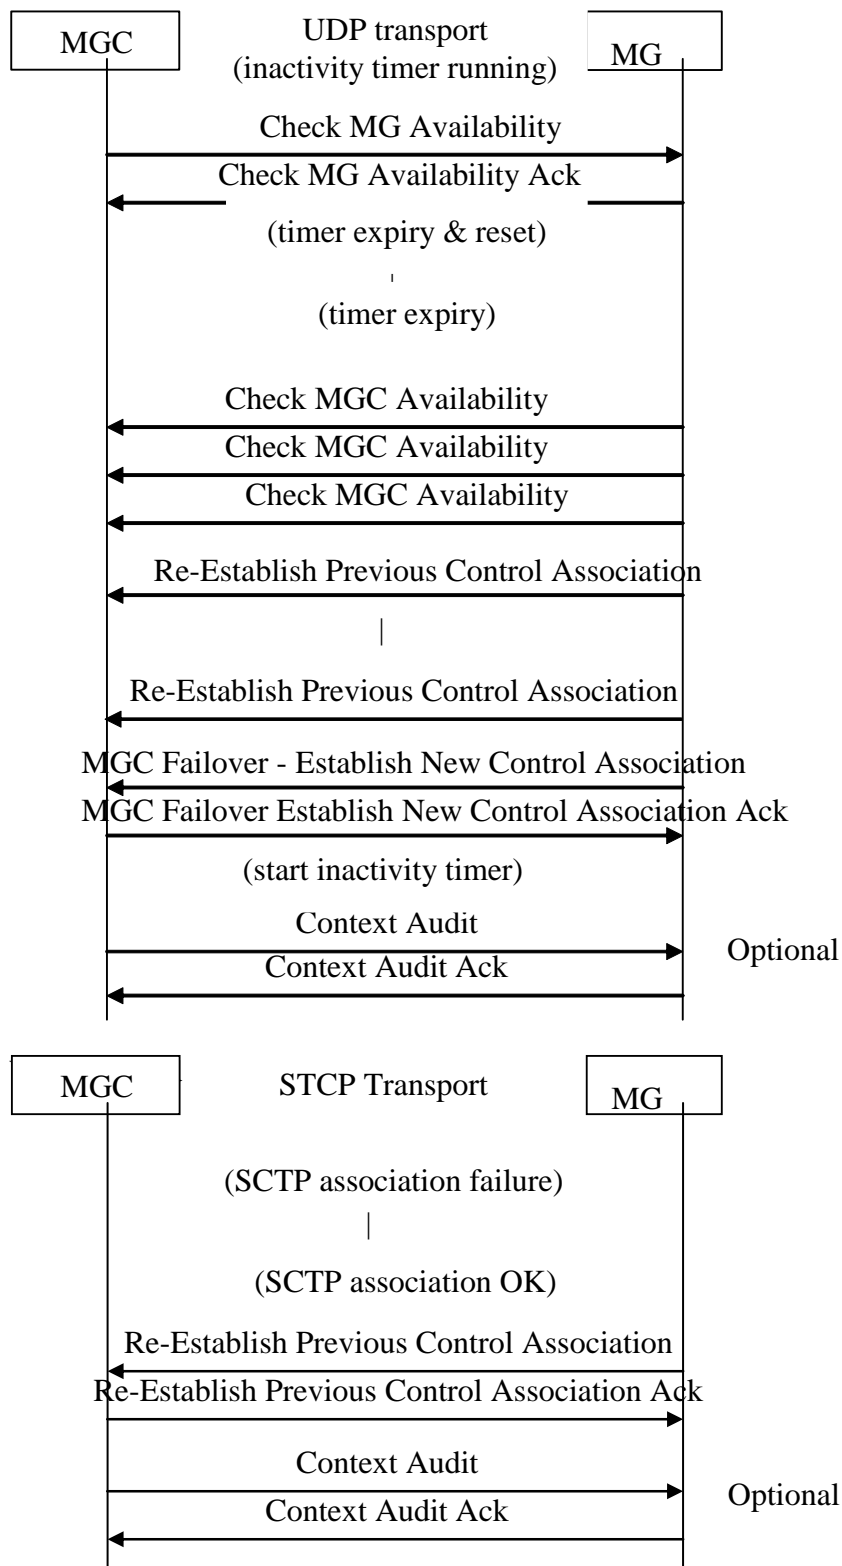 MGC
UDP transport
MG
(inactivity timer running)
Check MG Availability
Check MG Availability Ack
(timer expiry & reset)
(timer expiry)
Check MGC Availability
Check MGC Availability
Check MGC Availability
Re-Establish Previous Control Association
Re-Establish Previous Control Association
MGC Failover - Establish New Control Association
MGC Failover Establish New Control Association Ack
(start inactivity timer)
Context Audit
Optional
Context Audit Ack
MGC
STCP Transport
MG
(SCTP association failure)
(SCTP association OK)
Re-Establish Previous Control Association
Re-Establish Previous Control Association Ack
Context Audit
Optional
Context Audit Ack